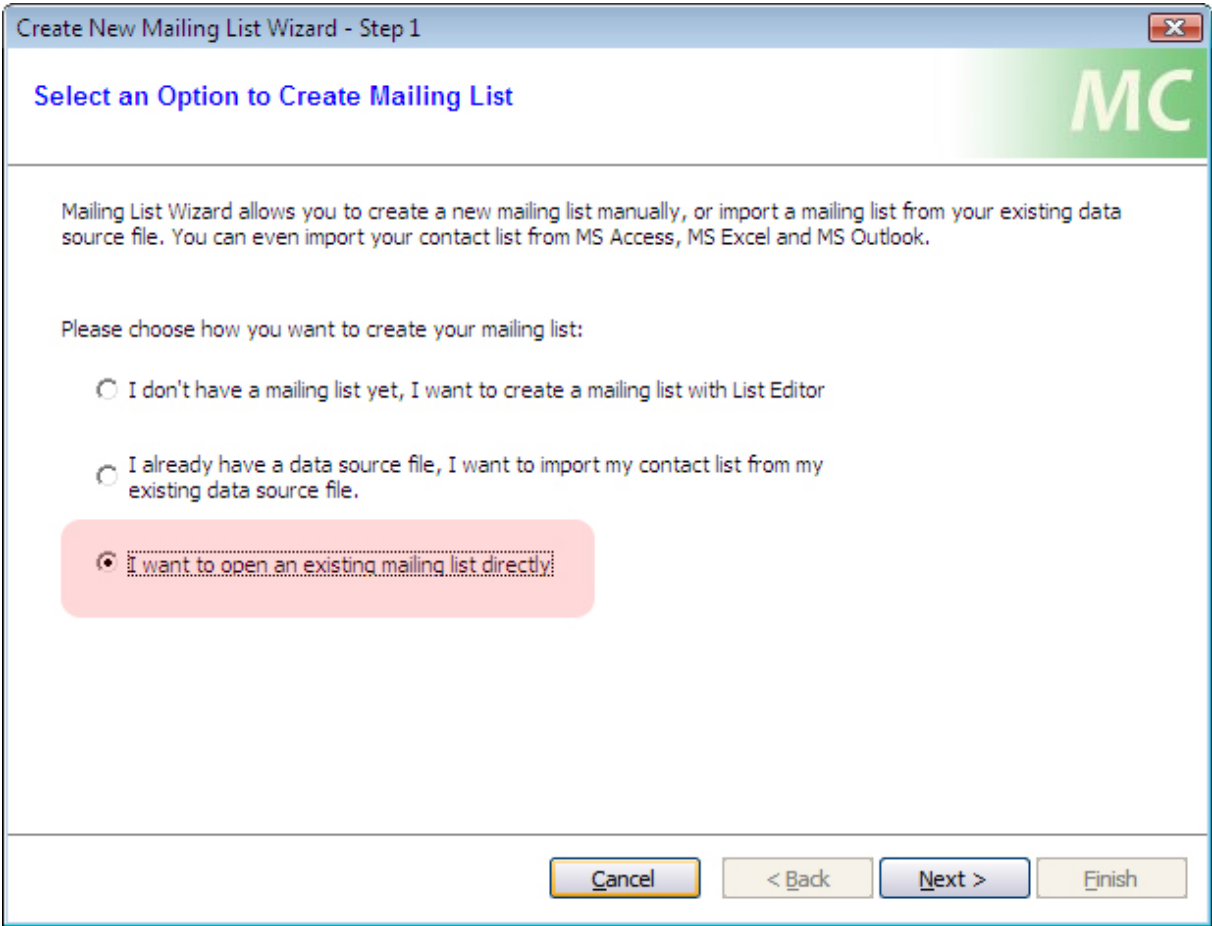 Create New Mailing List Wizard - Step 1
Select an Option to Create Mailing List
MC
Mailing List Wizard allows you to create a new mailing list manually, or import a mailing list from your existing data
source file. You can even import your contact list from MS Access, MS Excel and MS Outlook.
Please choose how you want to create your mailing list:
I don't have a mailing list yet, I want to create a mailing list with List Editor
I already have a data source file, I want to import my contact list from my
existing data source file.
I want to open an existing mailing list directly
Cancel
< Back
Next >
Finish